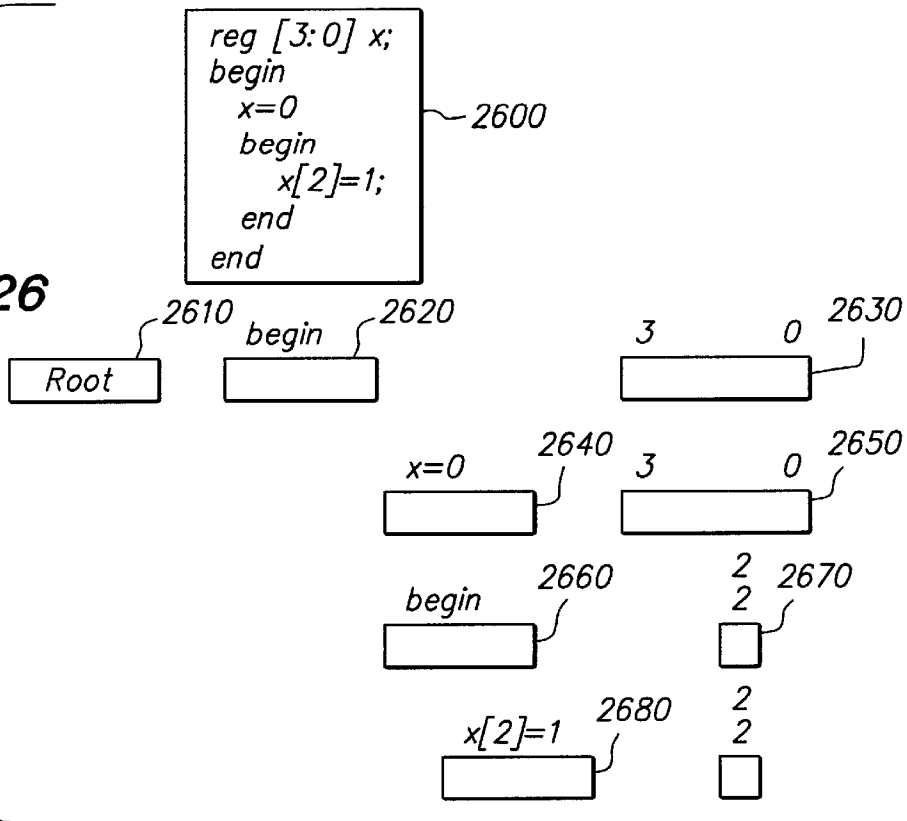 reg [3:0] x;
begin
x=0
begin
x[2]=1;
end
end
2600
26
2610
begin
2620
3 0
2630
Root
x=0
2640
3 0
2650
begin
2660
2
2
2670
x[2]=1
2680
2
2